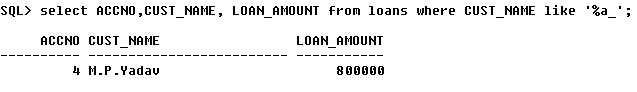 SQL> select ACCNO,CUST_NAME, LOAN_AMOUNT from loans where CUST_NAME like '%a_';
ACCNO CUST_NAME LOAN_AMOUNT
---------- ------------------------- -----------
4 M.P.Yadav 800000